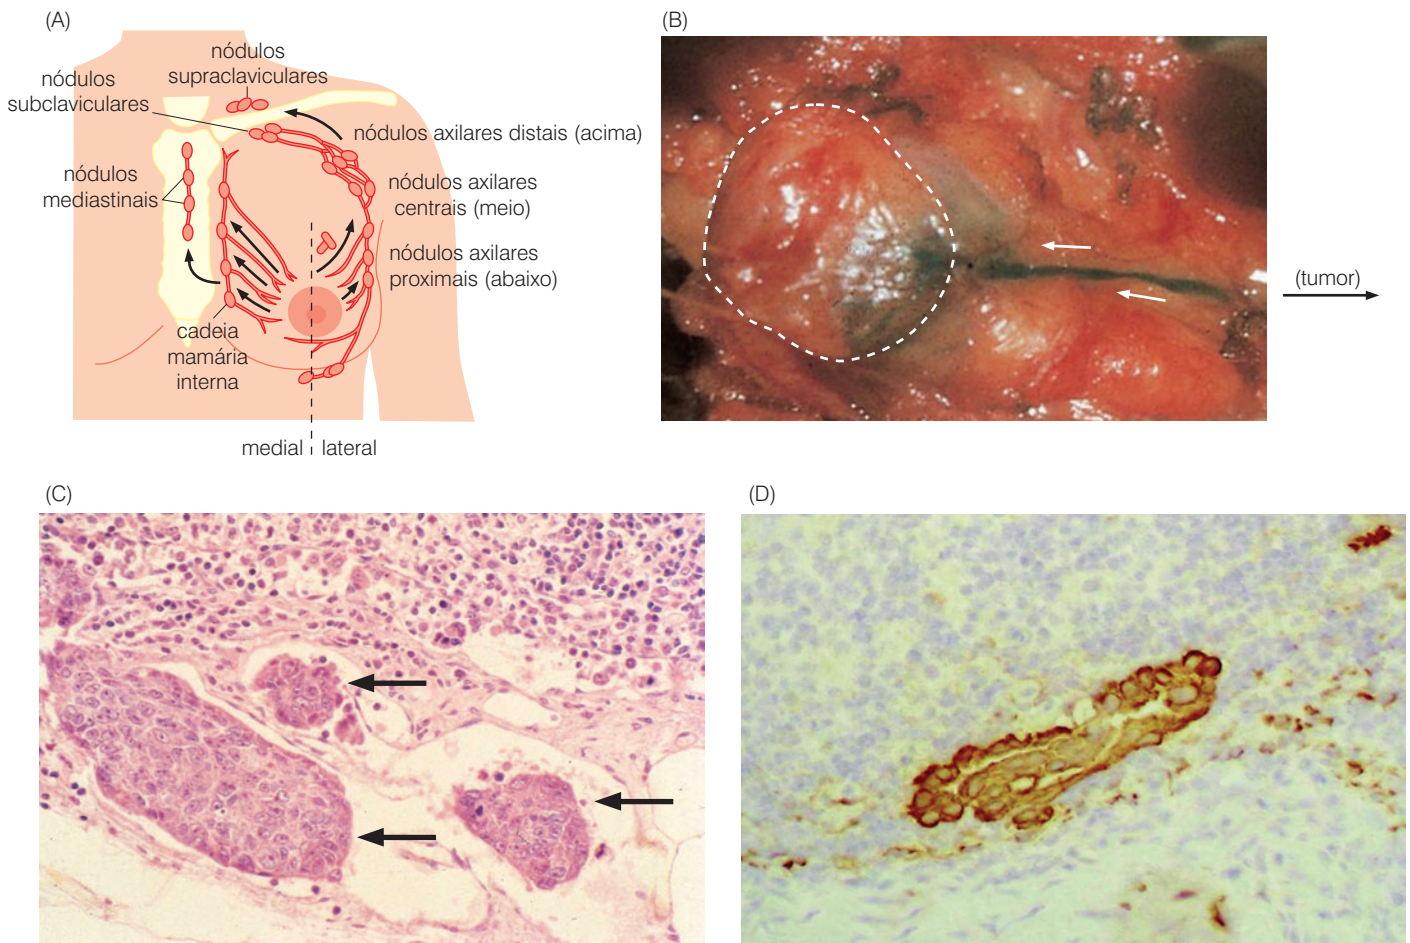 (A)
nódulos
supraclaviculares
nódulos
subclaviculares
nódulos axilares distais (acima)
nódulos
mediastinais
nódulos axilares
centrais (meio)
nódulos axilares
proximais (abaixo)
cadeia
mamária
interna
medial
lateral
(B)
(tumor)
(C)
(D)